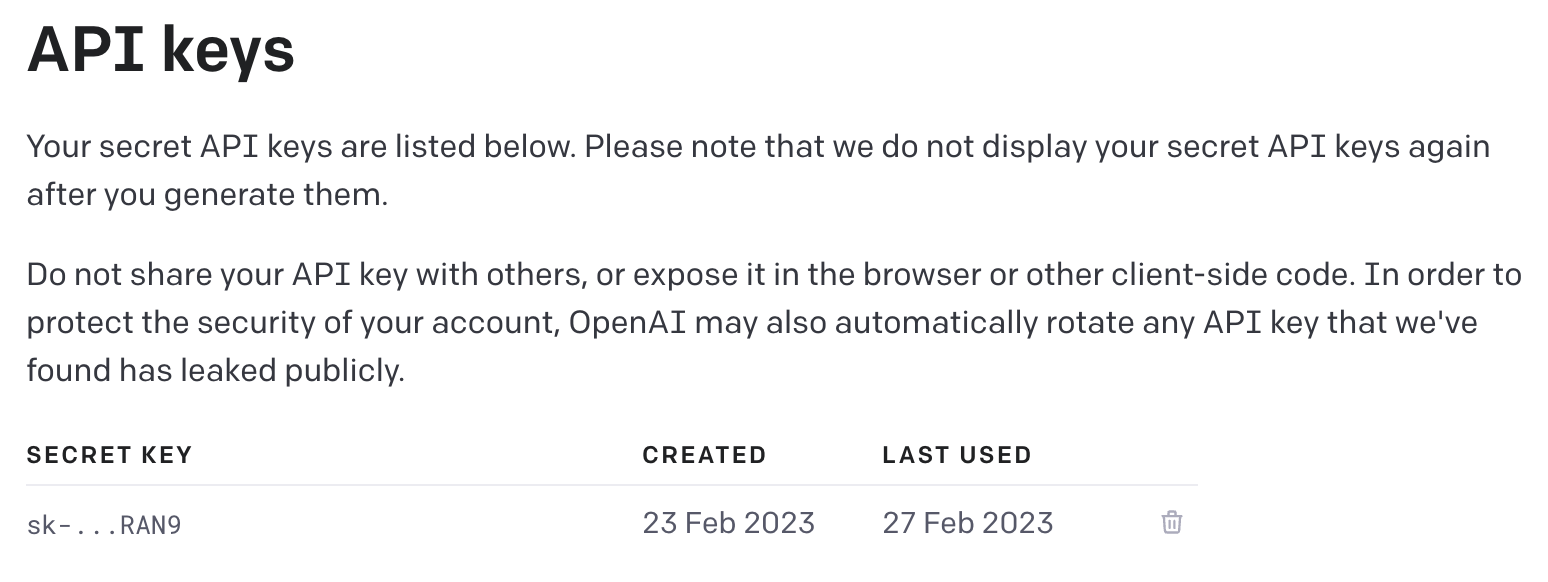 API keys
Your secret API keys are listed below. Please note that we do not display your secret API keys again
after you generate them.
Do not share your API key with others, or expose it in the browser or other client-side code. In order to
protect the security of your account, OpenAI may also automatically rotate any API key that we've
found has leaked publicly.
SECRET KEY CREATED LAST USED
sk-...RAN9 23 Feb 2023 27 Feb 2023